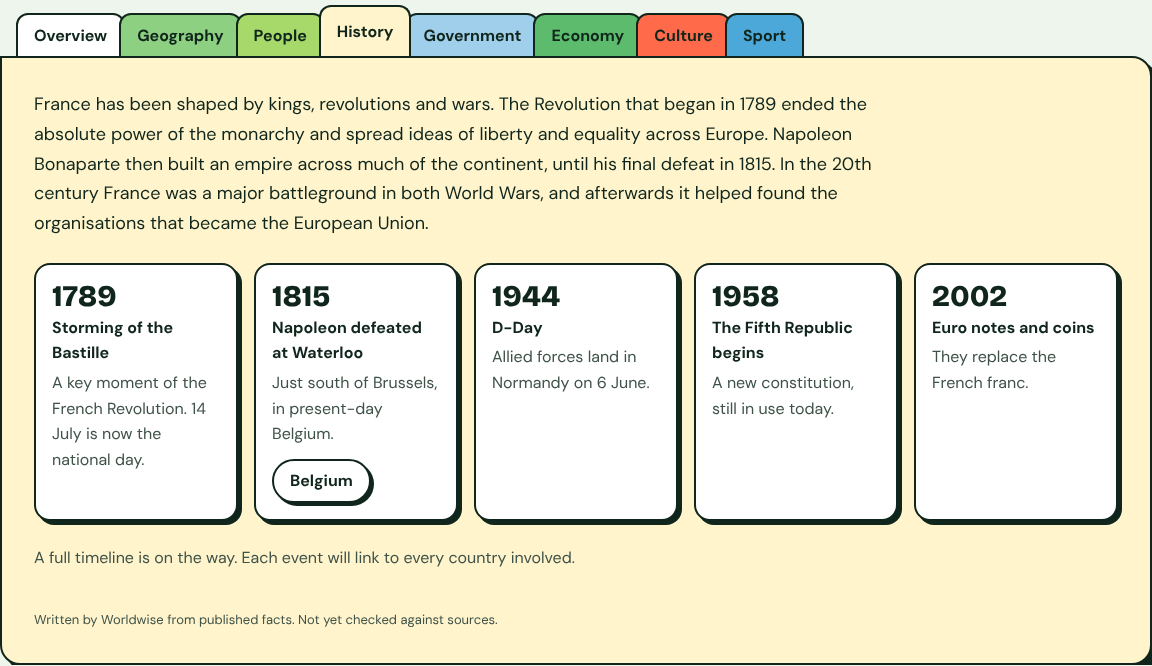 Overview
Geography
People
History
Government
Economy
Culture
Sport
France has been shaped by kings, revolutions and wars. The Revolution that began in 1789 ended the
absolute power of the monarchy and spread ideas of liberty and equality across Europe. Napoleon
Bonaparte then built an empire across much of the continent, until his final defeat in 1815. In the 20th
century France was a major battleground in both World Wars, and afterwards it helped found the
organisations that became the European Union.
1789
Storming of the
Bastille
A key moment of the
French Revolution. 14
July is now the
national day.
1815
Napoleon defeated
at Waterloo
Just south of Brussels,
in present-day
Belgium.
Belgium
1944
D-Day
Allied forces land in
Normandy on 6 June.
1958
The Fifth Republic
begins
A new constitution,
still in use today.
2002
Euro notes and coins
They replace the
French franc.
A full timeline is on the way. Each event will link to every country involved.
Written by Worldwise from published facts. Not yet checked against sources.